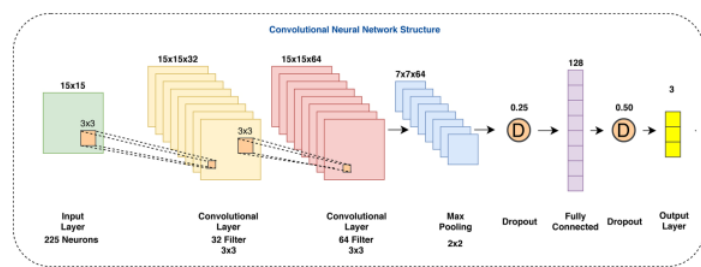 Convolutional Neural Network Structure
15x15
15x15x32
15x15x64
7x7x64
128
3
3x3
3x3
0.25
0.50
D
D
Input
Layer
225 Neurons
Convolutional
Layer
32 Filter
3x3
Convolutional
Layer
64 Filter
3x3
Max
Pooling
2x2
Dropout
Fully
Connected
Dropout
Output
Layer